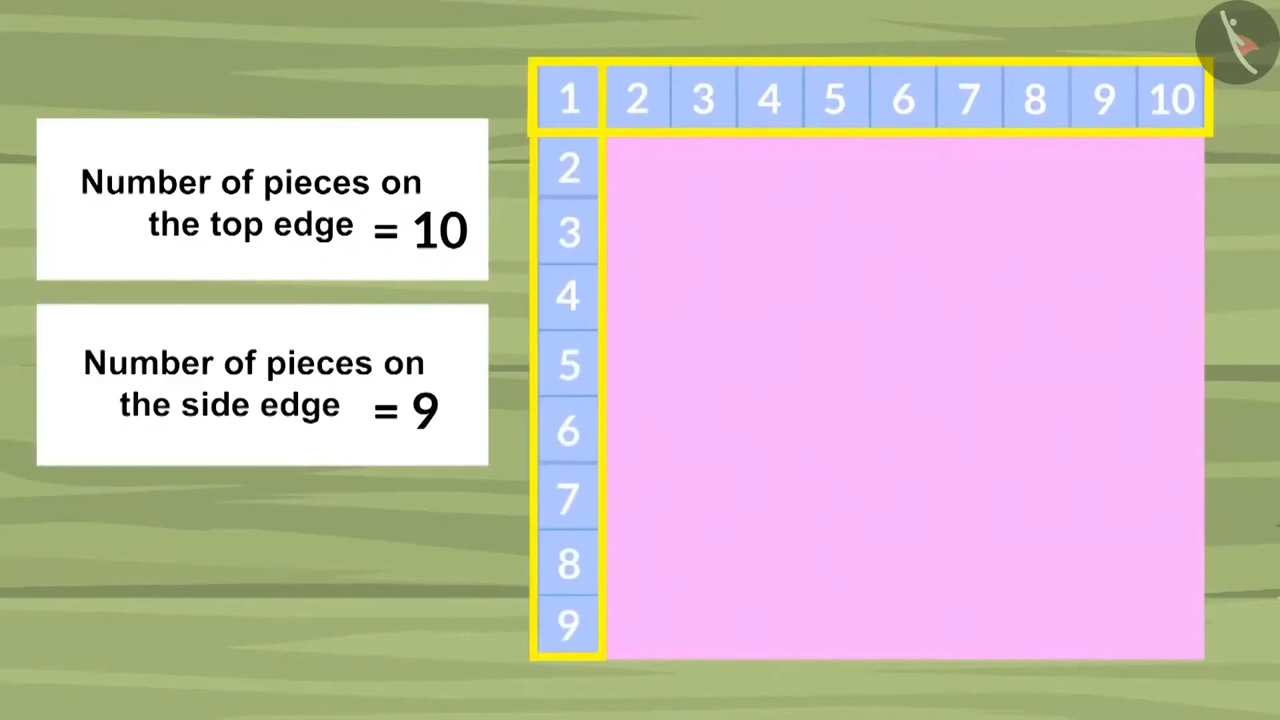 Number of pieces on
the top edge = 10
Number of pieces on
the side edge = 9
1 2 3 4 5 6 7 8 9 10
2
3
4
5
6
7
8
9